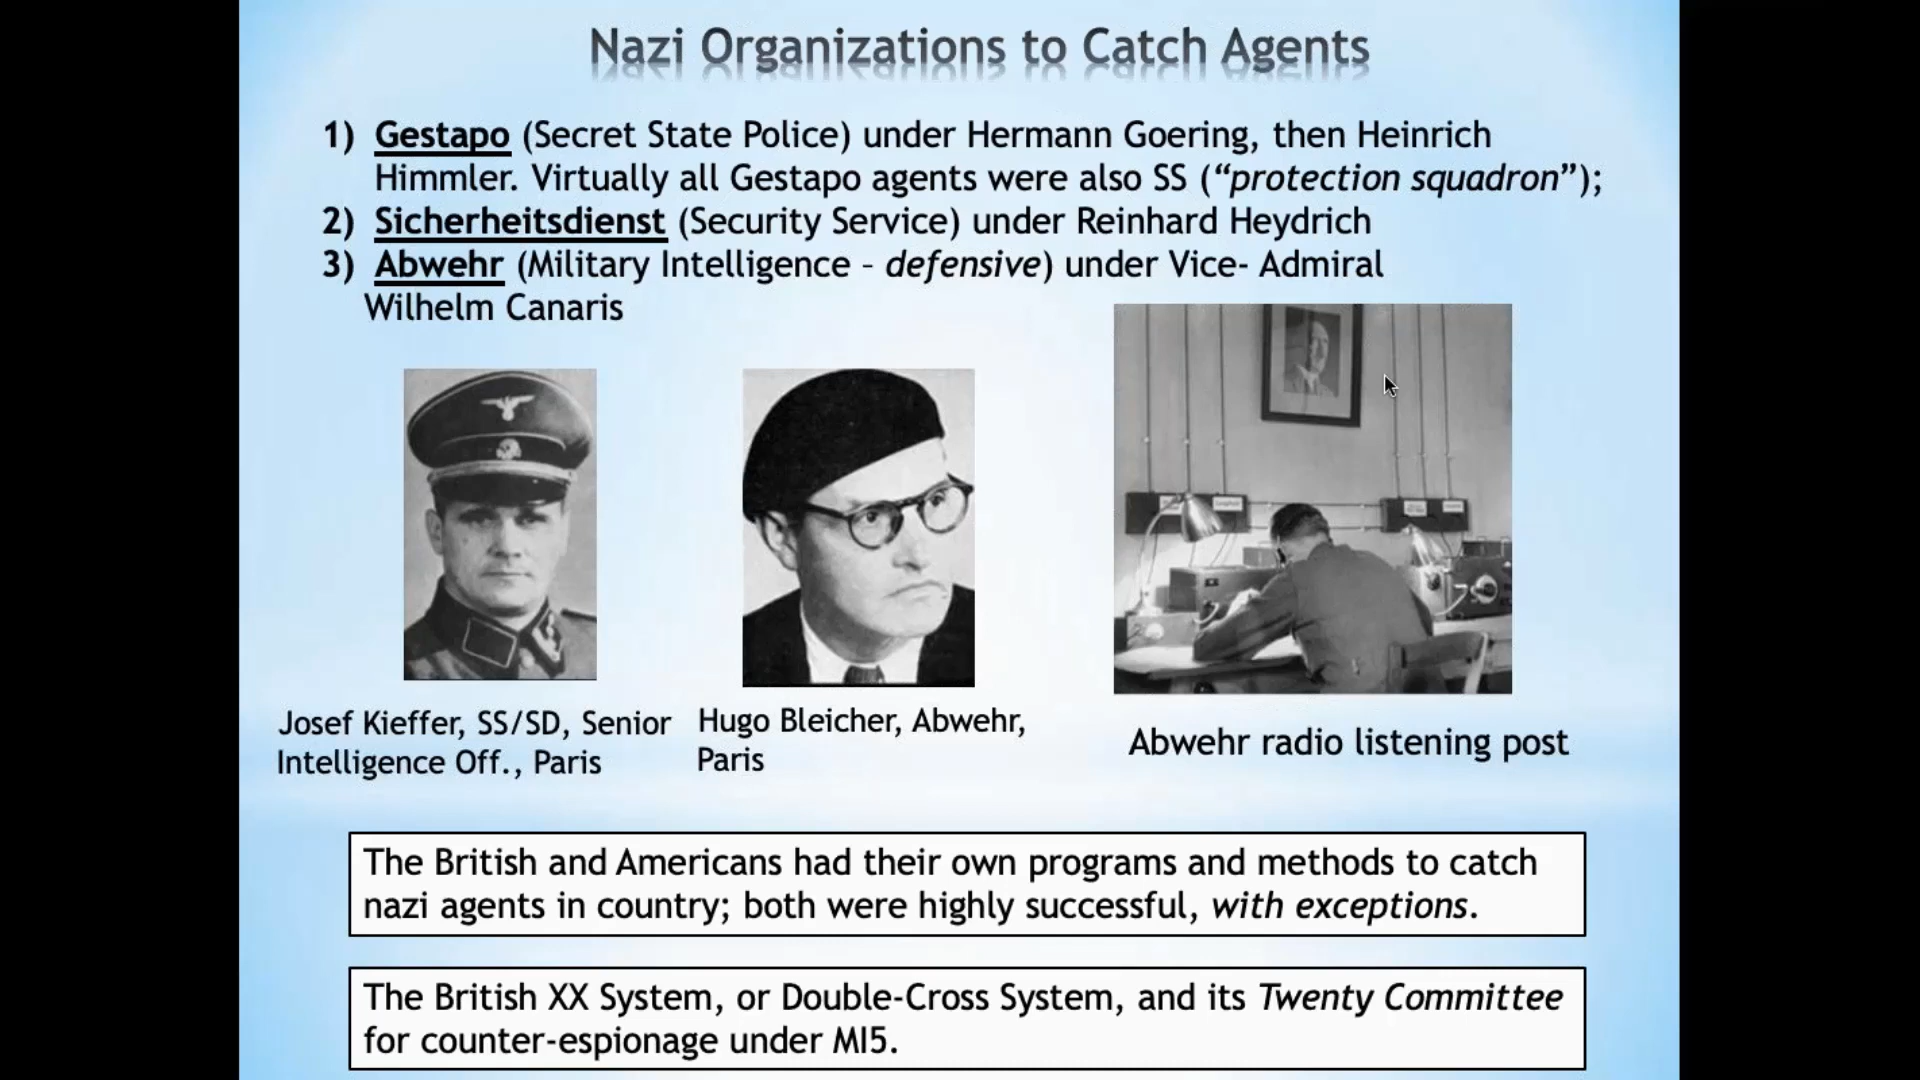 Nazi Organizations to Catch Agents
1) Gestapo (Secret State Police) under Hermann Goering, then Heinrich
Himmler. Virtually all Gestapo agents were also SS (“protection squadron”);
2) Sicherheitsdienst (Security Service) under Reinhard Heydrich
3) Abwehr (Military Intelligence – defensive) under Vice- Admiral
Wilhelm Canaris
Josef Kieffer, SS/SD, Senior
Intelligence Off., Paris
Hugo Bleicher, Abwehr,
Paris
Abwehr radio listening post
The British and Americans had their own programs and methods to catch
nazi agents in country; both were highly successful, with exceptions.
The British XX System, or Double-Cross System, and its Twenty Committee
for counter-espionage under MI5.